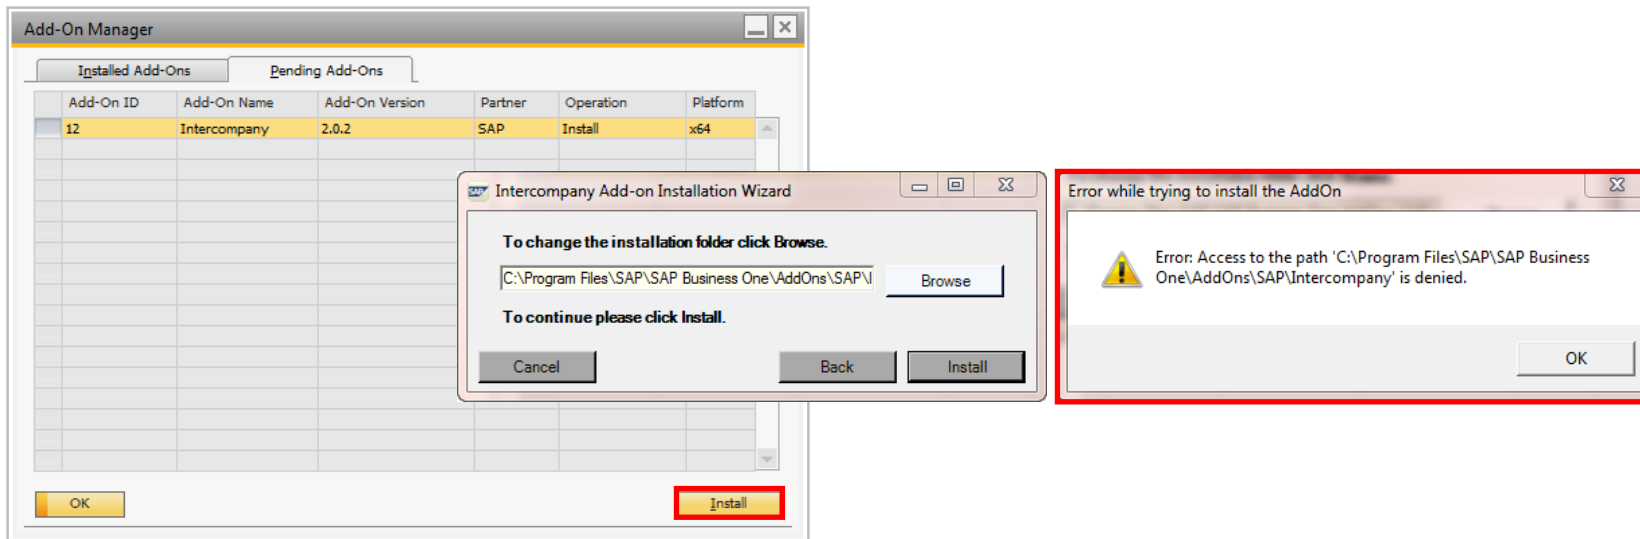 Add-On Manager
Installed Add-Ons
Pending Add-Ons
Add-On ID
Add-On Name
Add-On Version
Partner
Operation
Platform
12
Intercompany
2.0.2
SAP
Install
x64
OK
Install
SAP
Intercompany Add-on Installation Wizard
To change the installation folder click Browse.
C:\Program Files\SAP\SAP Business One\AddOns\SAP\I
Browse
To continue please click Install.
Cancel
Back
Install
Error while trying to install the AddOn
Error: Access to the path 'C:\Program Files\SAP\SAP Business
One\AddOns\SAP\Intercompany' is denied.
OK